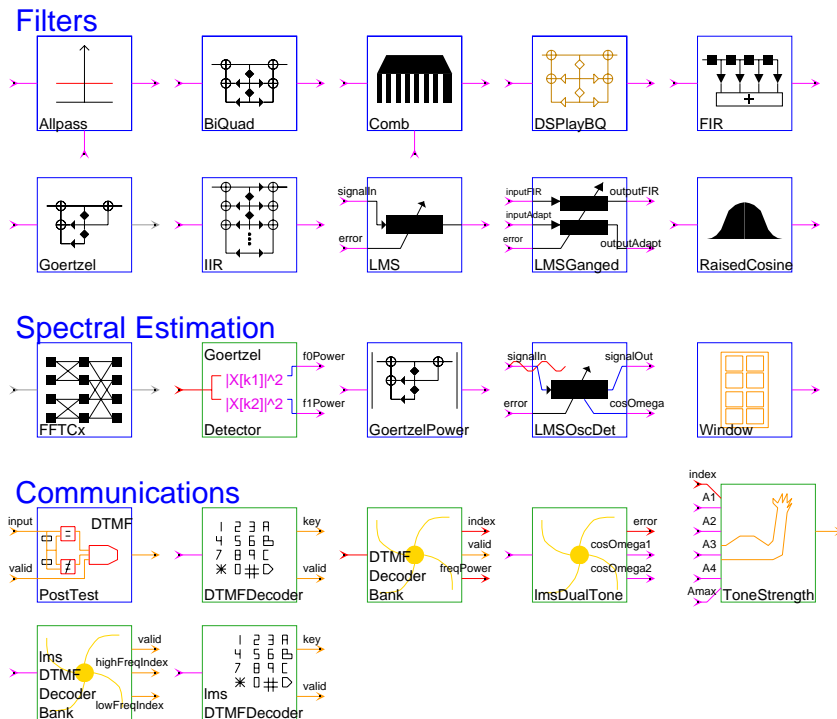 Filters
Allpass
BiQuad
Comb
DSPlayBQ
+
FIR
Goertzel
IIR
signalIn
error
LMS
inputFIR
outputFIR
inputAdapt
error
outputAdapt
LMSGanged
RaisedCosine
Spectral Estimation
FFTCx
Goertzel
f0Power
|X[k1]|^2
|X[k2]|^2
f1Power
Detector
GoertzelPower
signalIn
signalOut
error
cosOmega
LMSOscDet
Window
Communications
input
DTMF
=
≠
valid
PostTest
key
1 2 3 A
4 5 6 B
7 8 9 C
* 0 # D
valid
DTMFDecoder
index
valid
freqPower
DTMF
Decoder
Bank
error
cosOmega1
cosOmega2
lmsDualTone
index
A1
A2
A3
A4
Amax
ToneStrength
valid
highFreqIndex
lowFreqIndex
lms
DTMF
Decoder
Bank
key
1 2 3 A
4 5 6 B
7 8 9 C
* 0 # D
valid
lms
DTMFDecoder